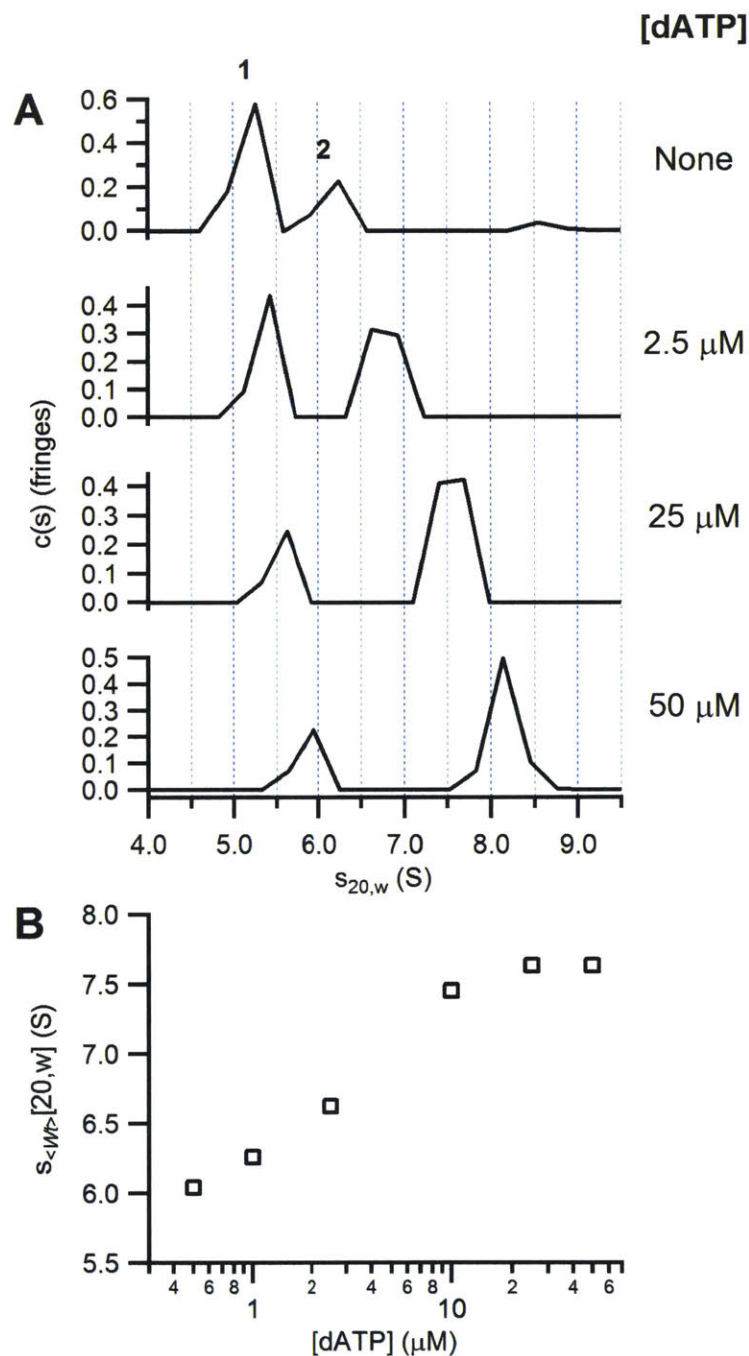 [dATP]
A
1
2
0.6
0.4
0.2
0.0
None
0.4
0.3
0.2
0.1
0.0
2.5 μM
c(s) (fringes)
0.4
0.3
0.2
0.1
0.0
25 μM
0.5
0.4
0.3
0.2
0.1
0.0
50 μM
4.0 5.0 6.0 7.0 8.0 9.0
s20,w (S)
B
8.0
7.5
7.0
6.5
6.0
5.5
s<Wt>[20,w] (S)
4 6 8 1 2 4 6 8 10 2 4 6
[dATP] (μM)